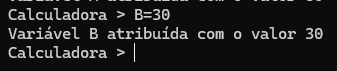 Calculadora > B=30
Variável B atribuída com o valor 30
Calculadora >